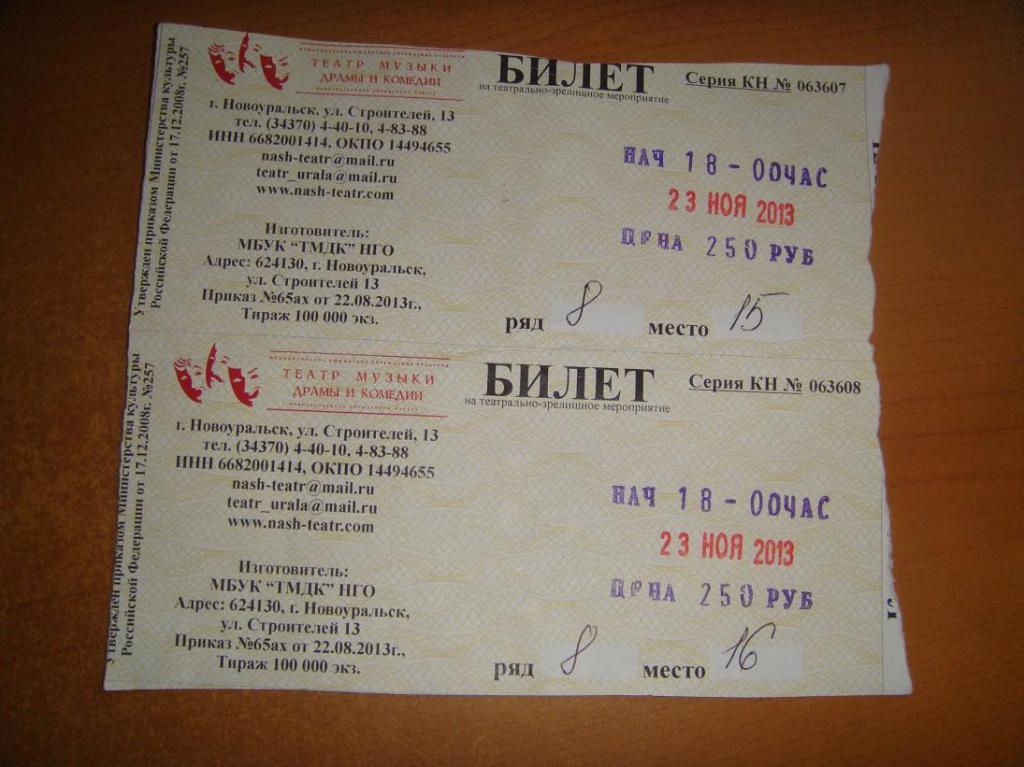 Утвержден приказом Министерства культуры
Российской Федерации от 17.12.2008г. №257
ТЕАТР МУЗЫКИ
ДРАМЫ И КОМЕДИИ
г. Новоуральск, ул. Строителей, 13
тел. (34370) 4-40-10, 4-83-88
ИНН 6682001414, ОКПО 14494655
nash-teatr@mail.ru
teatr_urala@mail.ru
www.nash-teatr.com
Изготовитель:
МБУК “ТМДК” НГО
Адрес: 624130, г. Новоуральск,
ул. Строителей 13
Приказ №65ах от 22.08.2013г.,
Тираж 100 000 экз.
БИЛЕТ
на театрально-зрелищное мероприятие
Серия КН № 063607
НАЧ 18-00ЧАС
23 НОЯ 2013
ЦЕНА 250 РУБ
ряд 8 место 15
Утвержден приказом Министерства культуры
Российской Федерации от 17.12.2008г. №257
ТЕАТР МУЗЫКИ
ДРАМЫ И КОМЕДИИ
г. Новоуральск, ул. Строителей, 13
тел. (34370) 4-40-10, 4-83-88
ИНН 6682001414, ОКПО 14494655
nash-teatr@mail.ru
teatr_urala@mail.ru
www.nash-teatr.com
Изготовитель:
МБУК “ТМДК” НГО
Адрес: 624130, г. Новоуральск,
ул. Строителей 13
Приказ №65ах от 22.08.2013г.,
Тираж 100 000 экз.
БИЛЕТ
на театрально-зрелищное мероприятие
Серия КН № 063608
НАЧ 18-00ЧАС
23 НОЯ 2013
ЦЕНА 250 РУБ
ряд 8 место 16